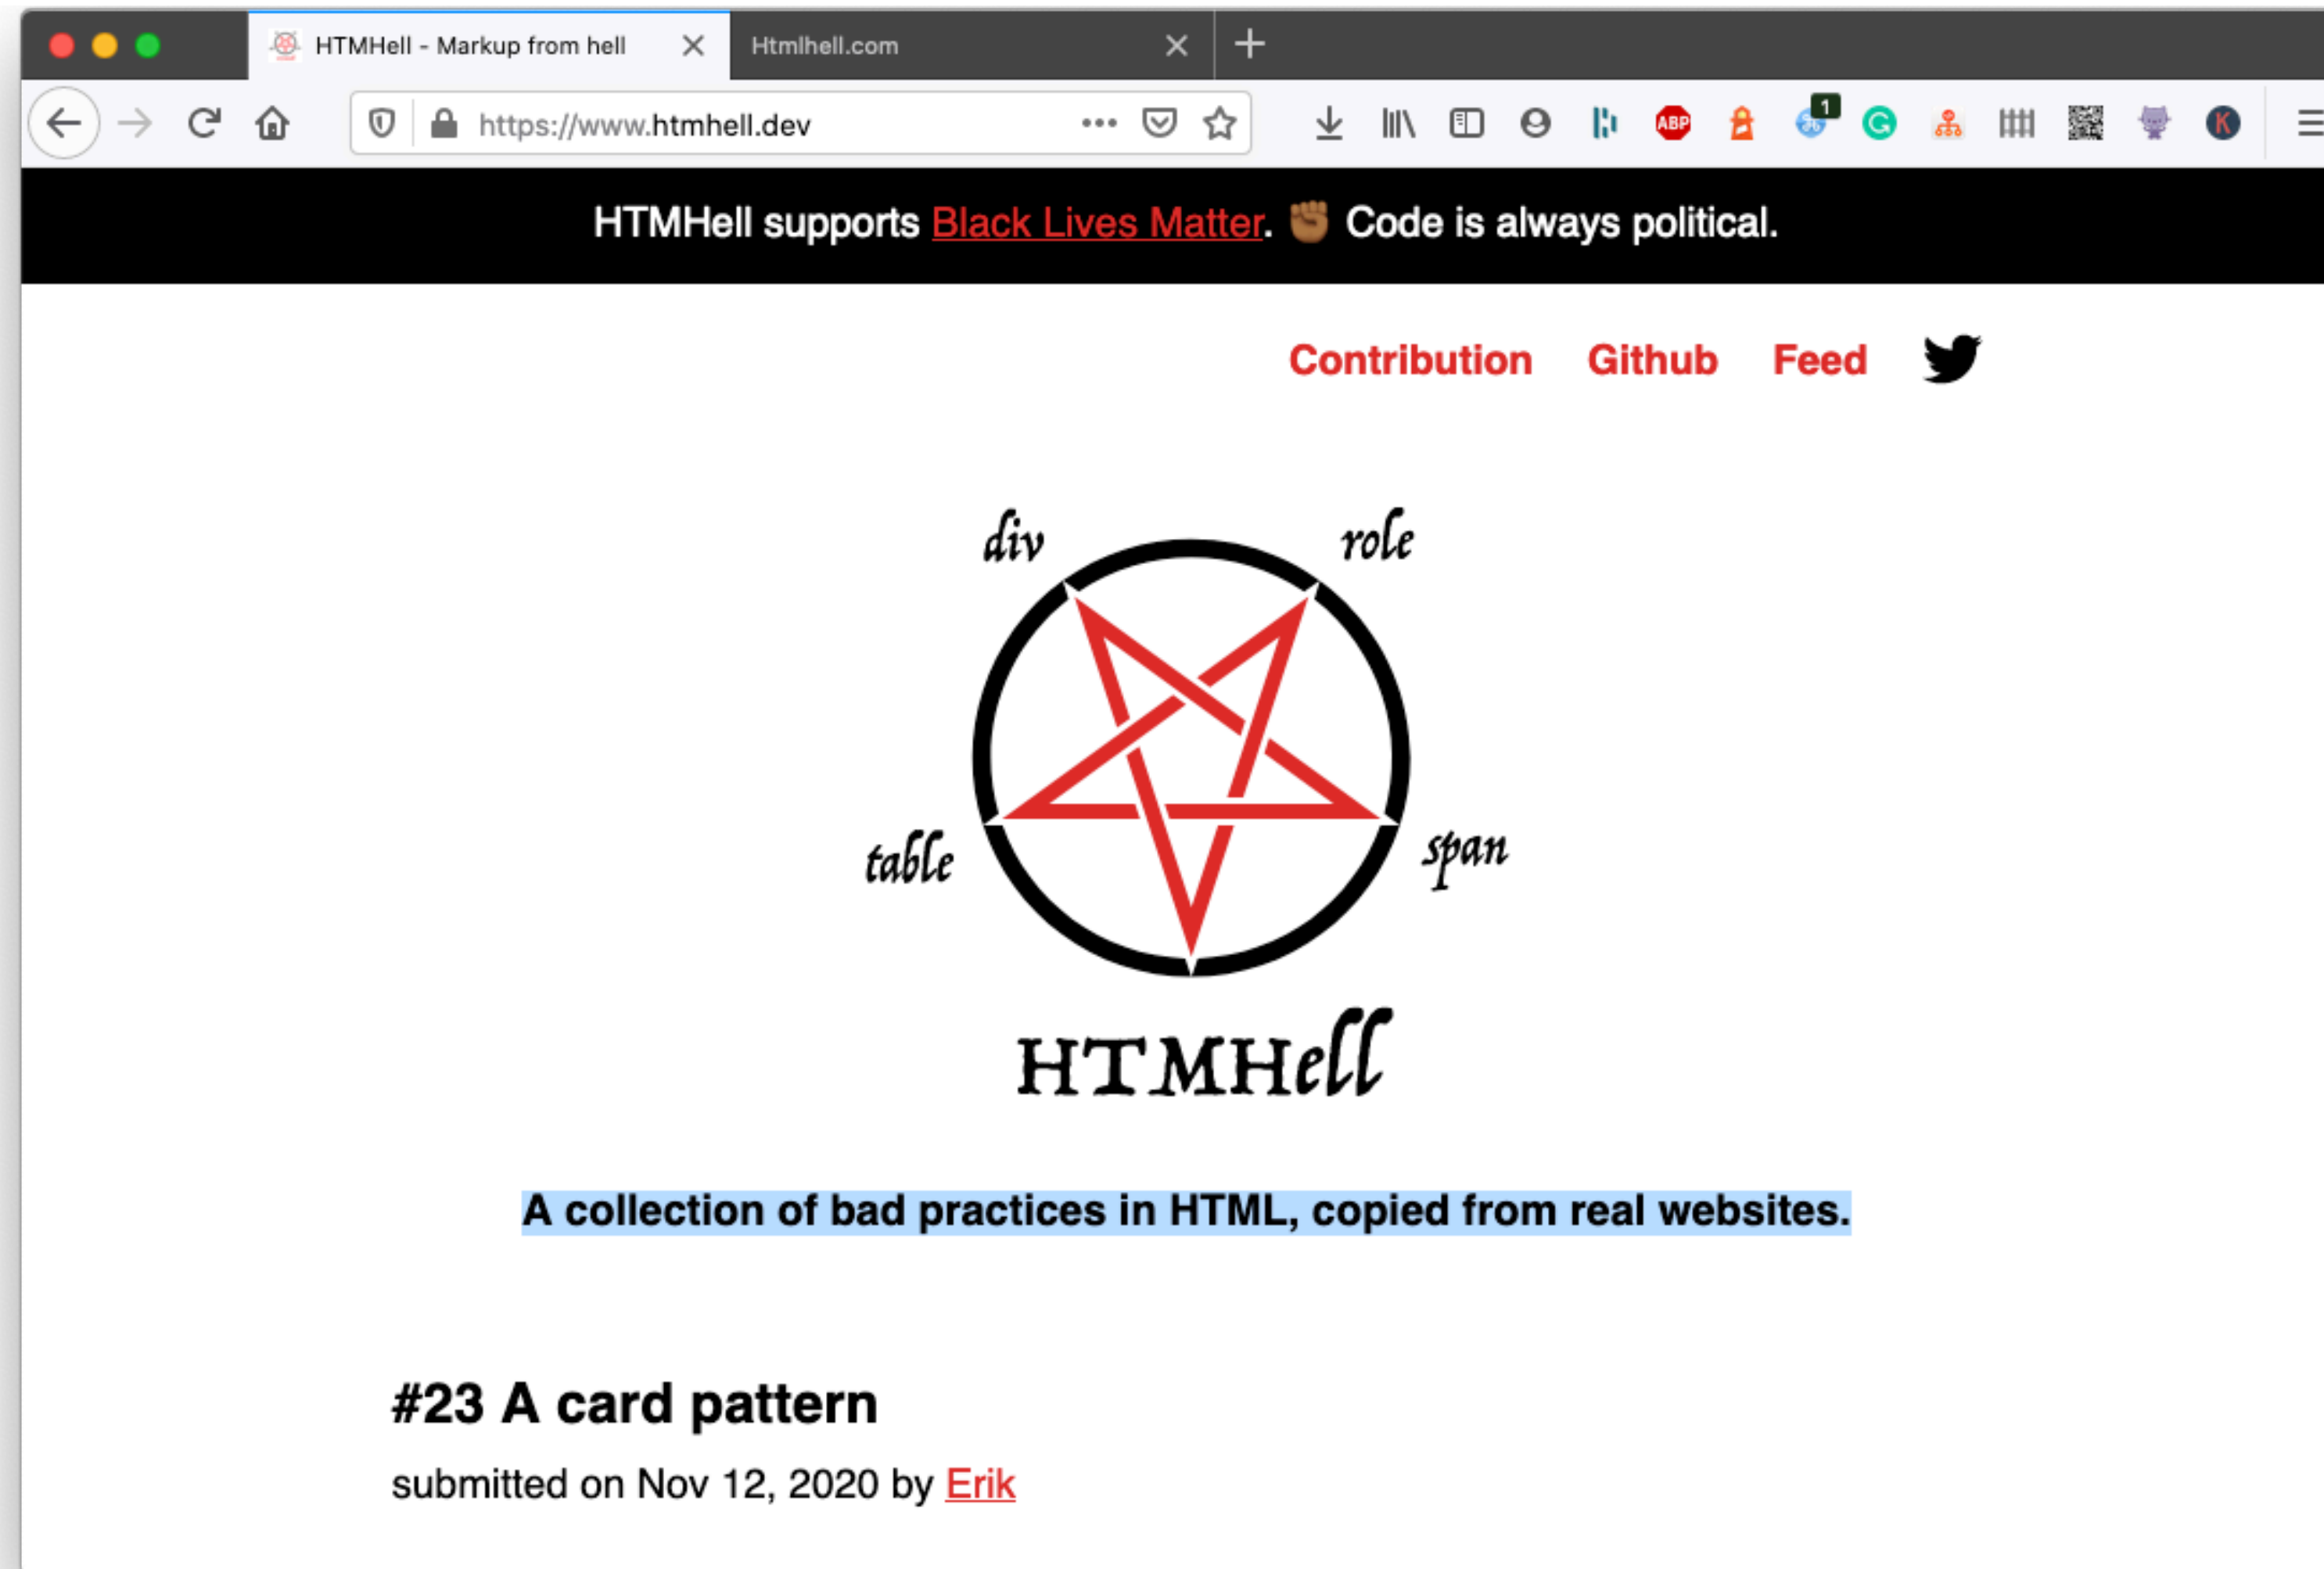 HTMHell - Markup from hell
Htmlhell.com
https://www.htmhell.dev
ABP
1
K
HTMHell supports Black Lives Matter. ✊🏾 Code is always political.
Contribution Github Feed
div role
table span
HTMHell
A collection of bad practices in HTML, copied from real websites.
#23 A card pattern
submitted on Nov 12, 2020 by Erik